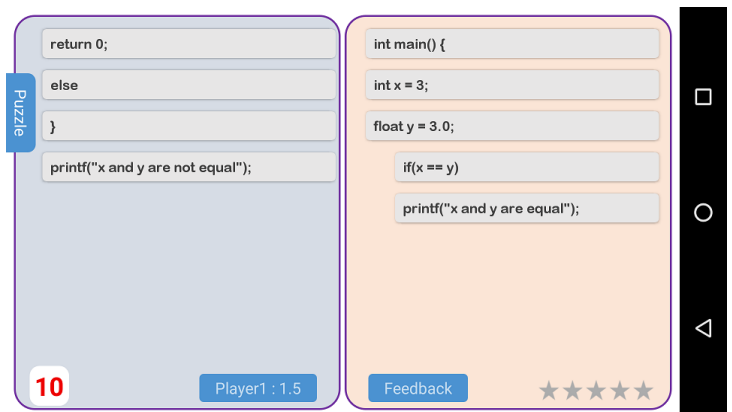 Puzzle
return 0;
else
}
printf("x and y are not equal");
10
Player1 : 1.5
int main() {
int x = 3;
float y = 3.0;
if(x == y)
printf("x and y are equal");
Feedback